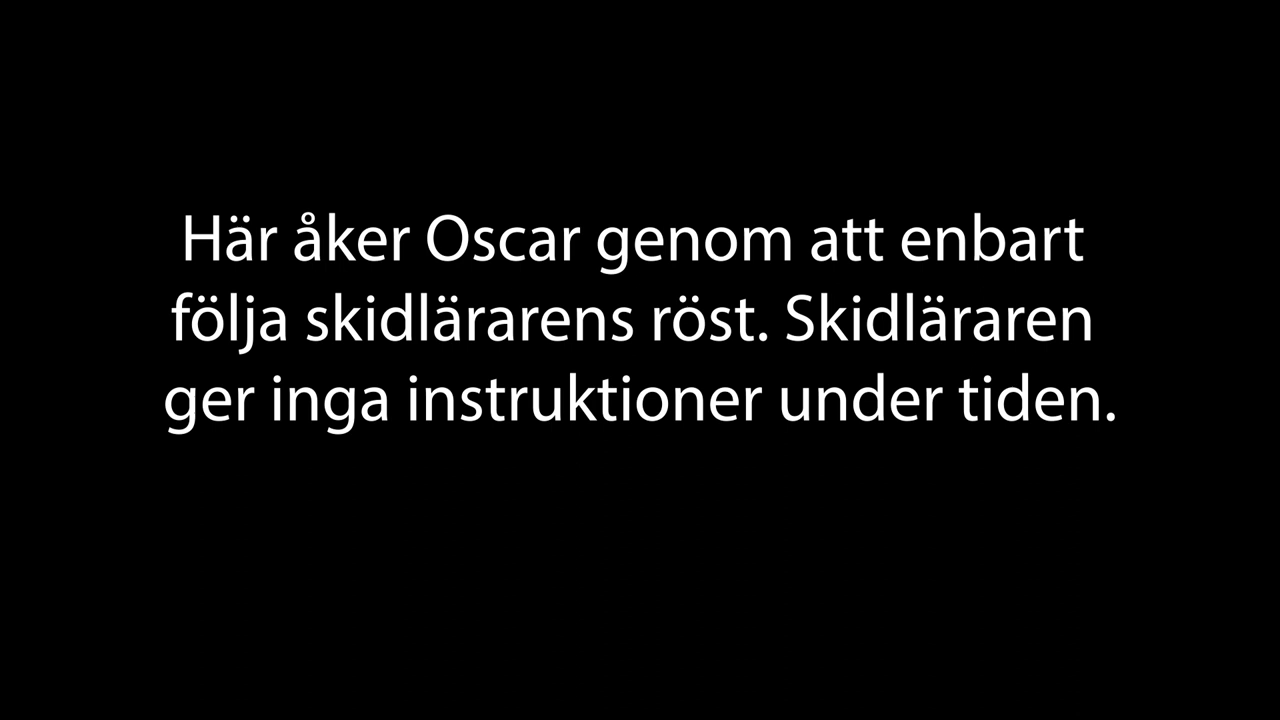 Här åker Oscar genom att enbart
följa skidlärarens röst. Skidläraren
ger inga instruktioner under tiden.